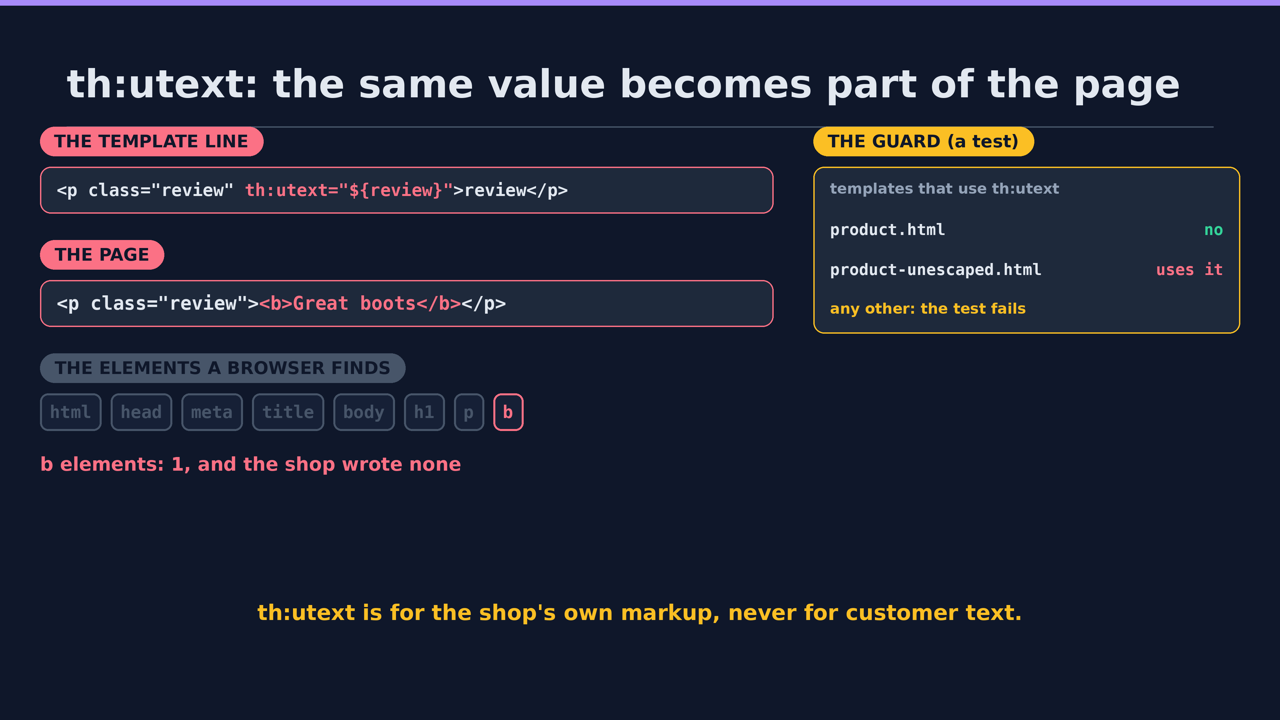 th:utext: the same value becomes part of the page
THE TEMPLATE LINE
<p class="review" th:utext="${review}">review</p>
THE PAGE
<p class="review"><b>Great boots</b></p>
THE ELEMENTS A BROWSER FINDS
html head meta title body h1 p b
b elements: 1, and the shop wrote none
THE GUARD (a test)
templates that use th:utext
product.html no
product-unescaped.html uses it
any other: the test fails
th:utext is for the shop's own markup, never for customer text.